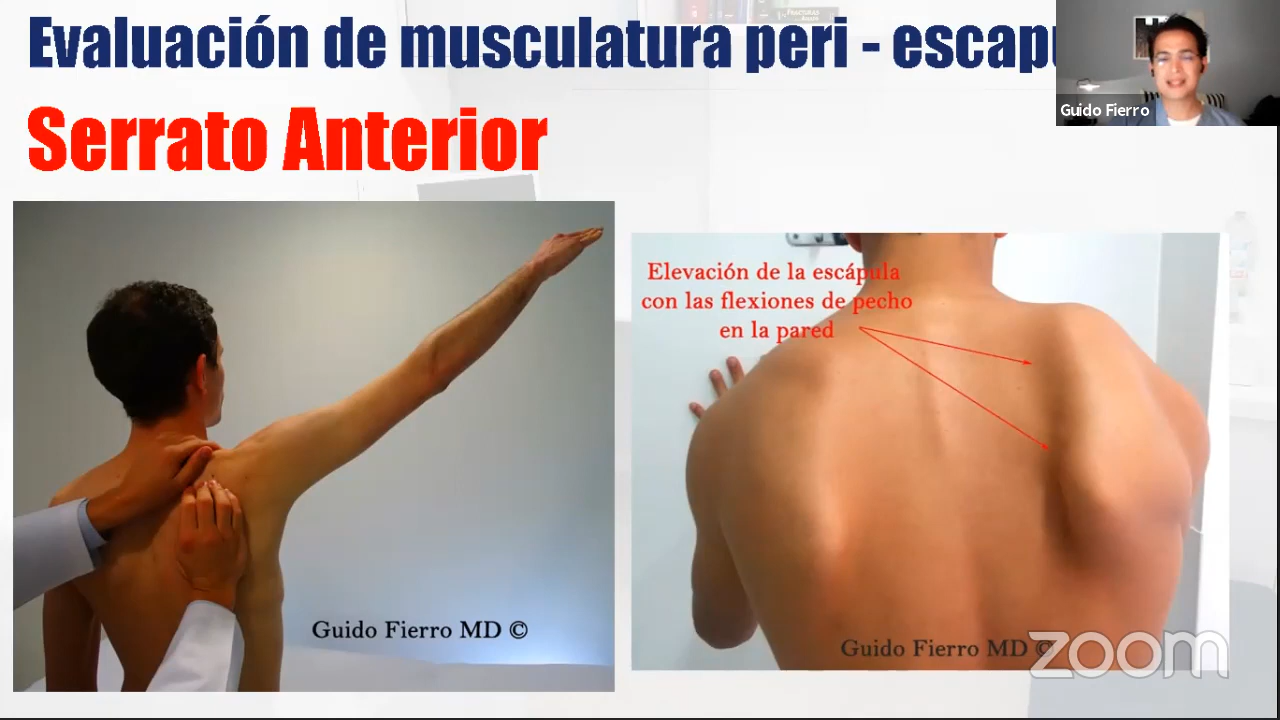 Evaluación de musculatura peri - escap
Guido Fierro
Serrato Anterior
Elevación de la escápula
con las flexiones de pecho
en la pared
Guido Fierro MD ©
Guido Fierro MD ©
zoom